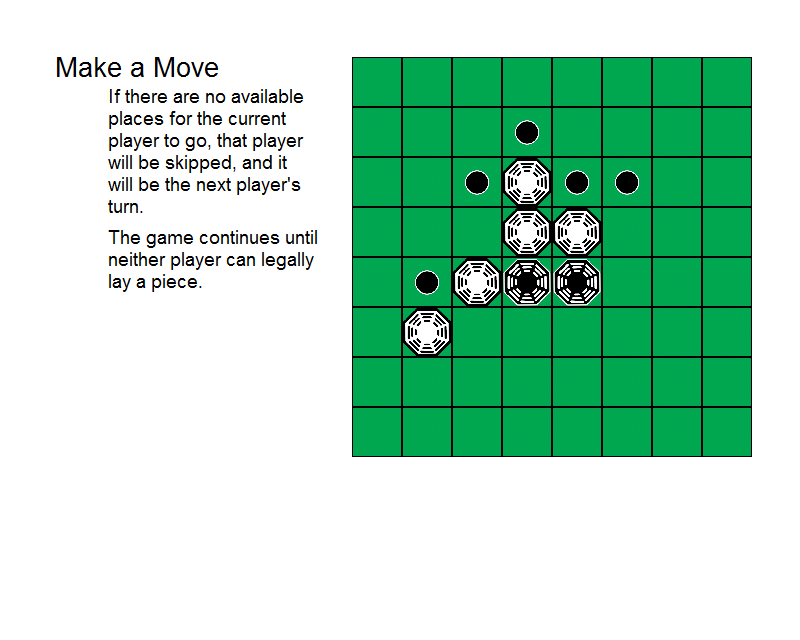 Make a Move
If there are no available
places for the current
player to go, that player
will be skipped, and it
will be the next player's
turn.
The game continues until
neither player can legally
lay a piece.